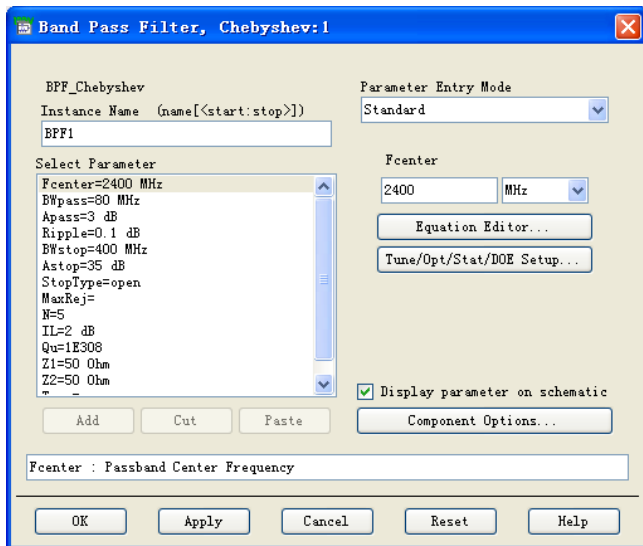 Band Pass Filter, Chebyshev:1
BPF_Chebyshev
Instance Name (name[<start:stop>])
BPF1
Select Parameter
Fcenter=2400 MHz
BWpass=80 MHz
Apass=3 dB
Ripple=0.1 dB
BWstop=400 MHz
Astop=35 dB
StopType=open
MaxRej=
N=5
IL=2 dB
Qu=1E308
Z1=50 Ohm
Z2=50 Ohm
Add Cut Paste
Parameter Entry Mode
Standard
Fcenter
2400 MHz
Equation Editor...
Tune/Opt/Stat/DOE Setup...
Display parameter on schematic
Component Options...
Fcenter : Passband Center Frequency
OK Apply Cancel Reset Help